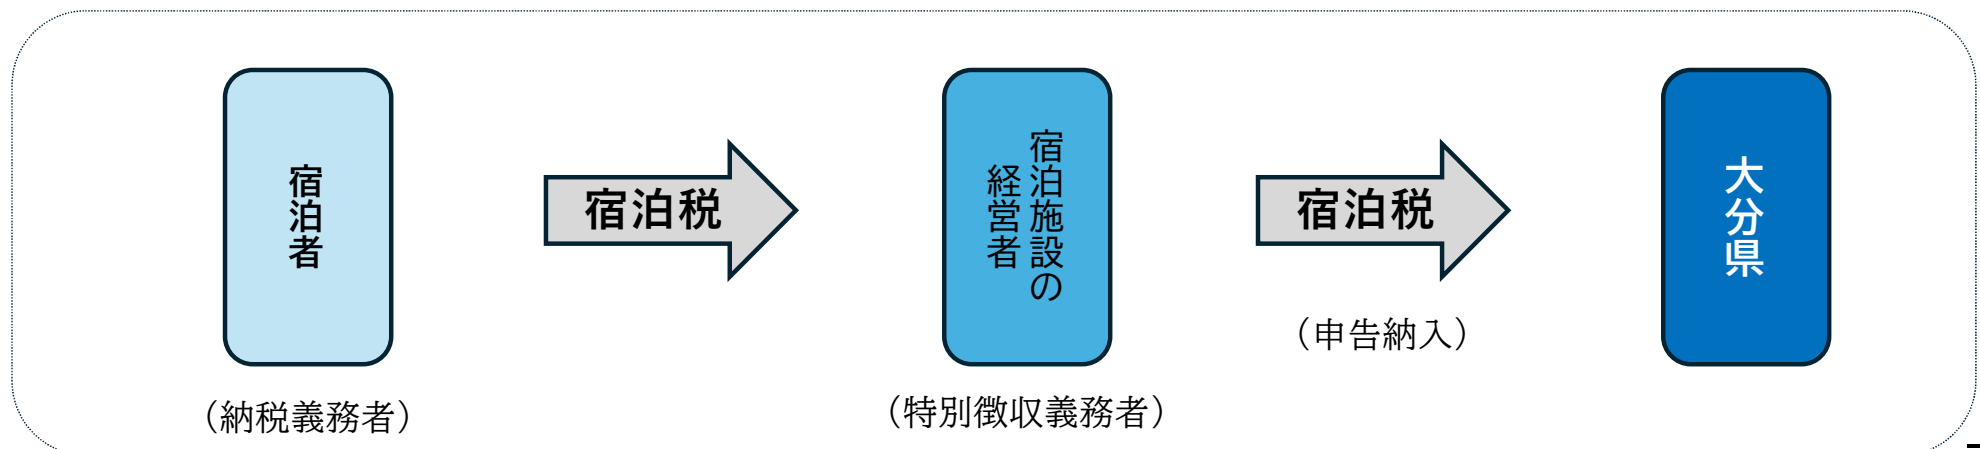 宿泊者
（納税義務者）
宿泊税
宿泊施設の
経営者
（特別徴収義務者）
宿泊税
（申告納入）
大分県